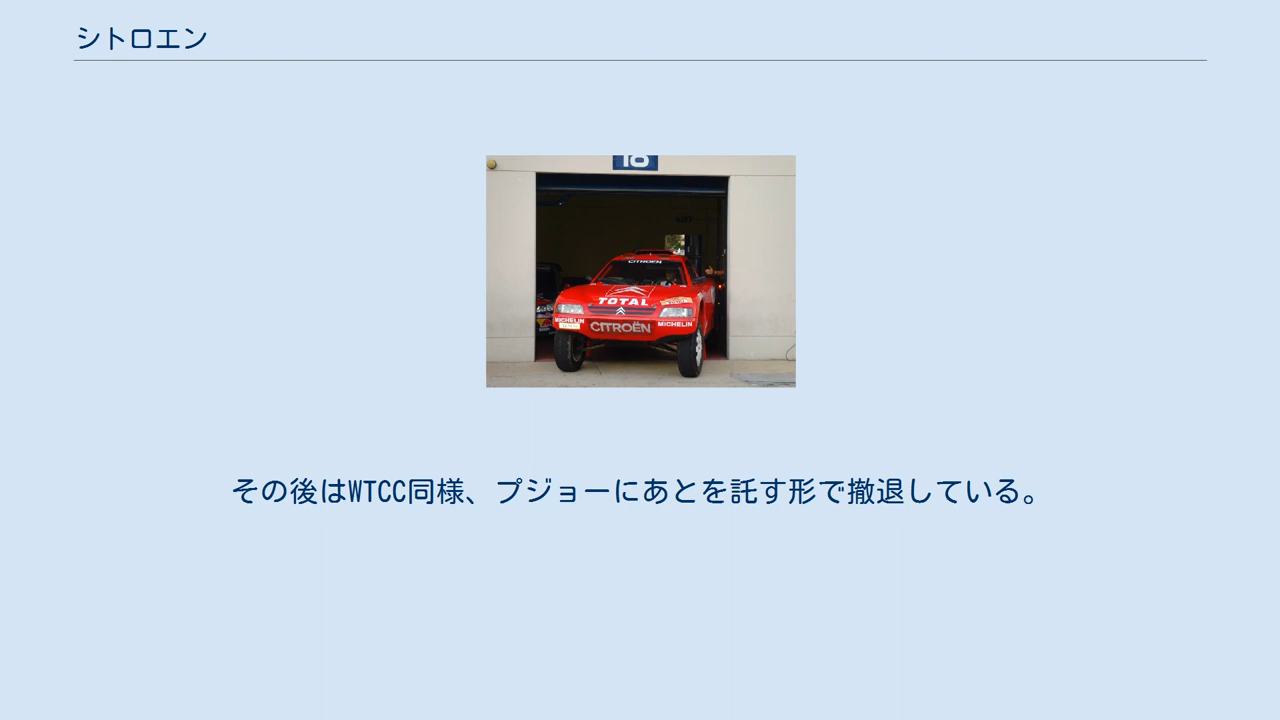 シトロエン
18
CITROËN
TOTAL
MICHELIN
CITROËN
MICHELIN
その後はWTCC同様、プジョーにあとを託す形で撤退している。